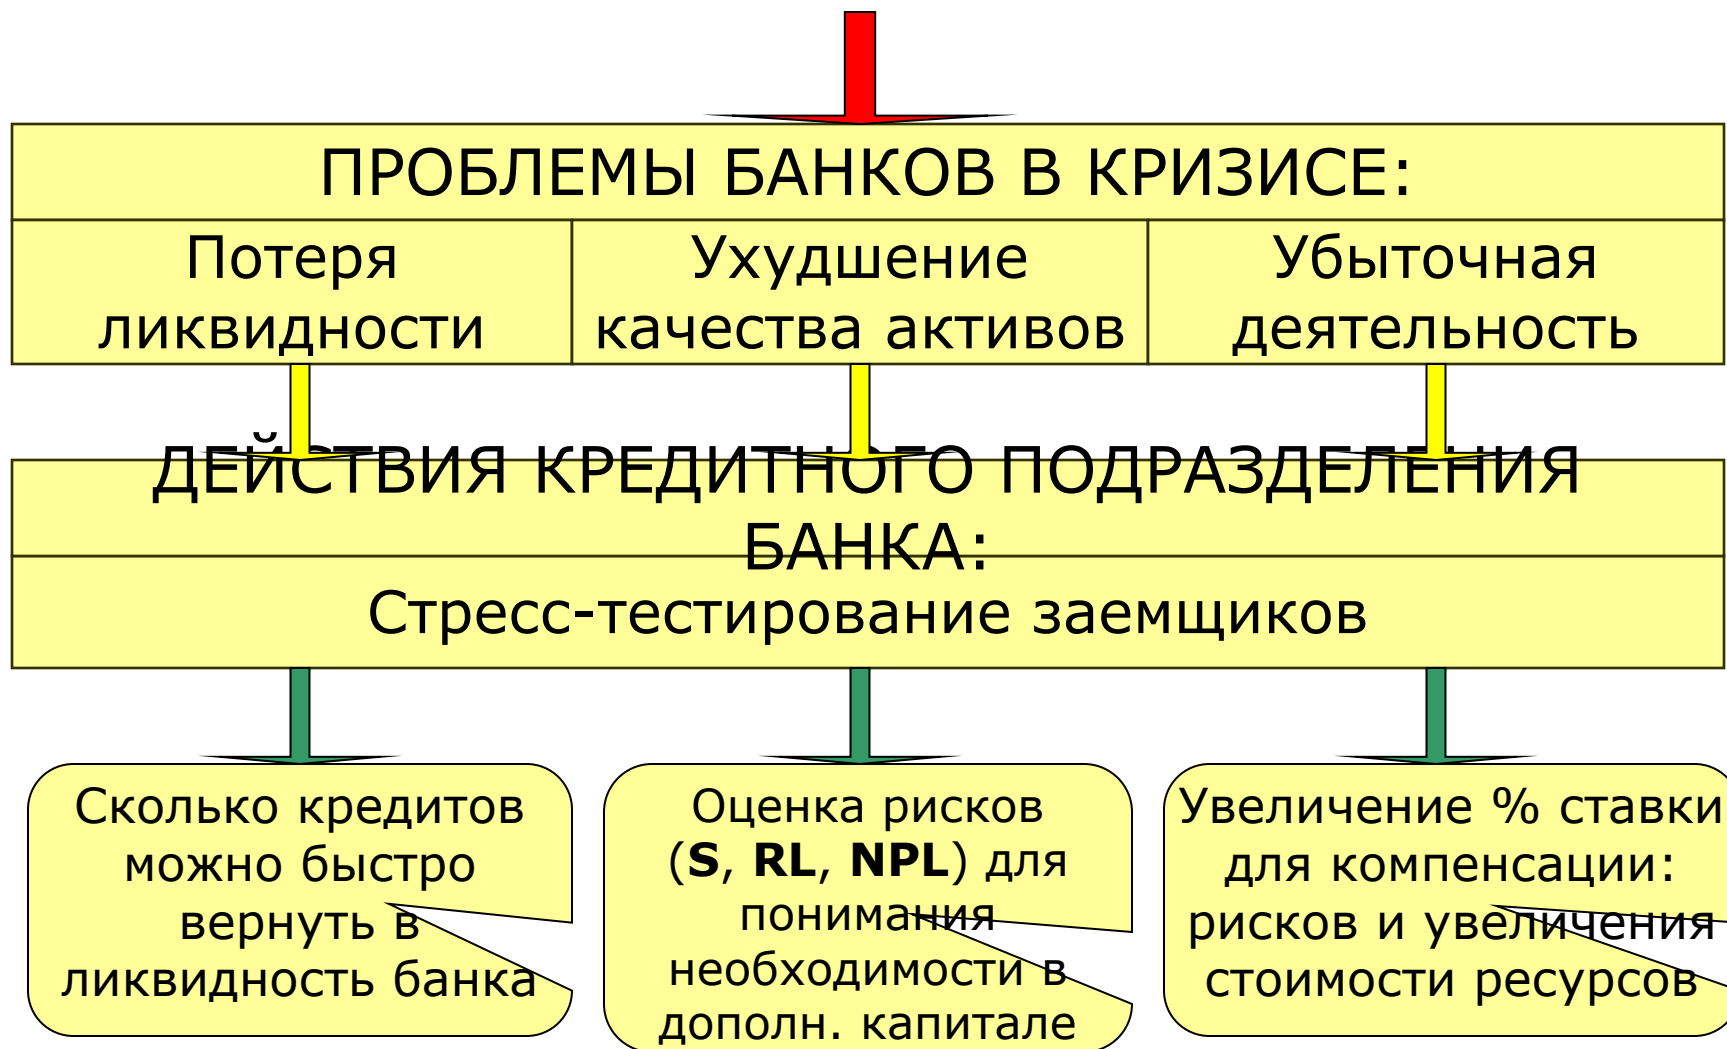 ПРОБЛЕМЫ БАНКОВ В КРИЗИСЕ:
Потеря
ликвидности
Ухудшение
качества активов
Убыточная
деятельность
ДЕЙСТВИЯ КРЕДИТНОГО ПОДРАЗДЕЛЕНИЯ
БАНКА:
Стресс-тестирование заемщиков
Сколько кредитов
можно быстро
вернуть в
ликвидность банка
Оценка рисков
(S, RL, NPL) для
понимания
необходимости в
дополн. капитале
Увеличение % ставки
для компенсации:
рисков и увеличения
стоимости ресурсов